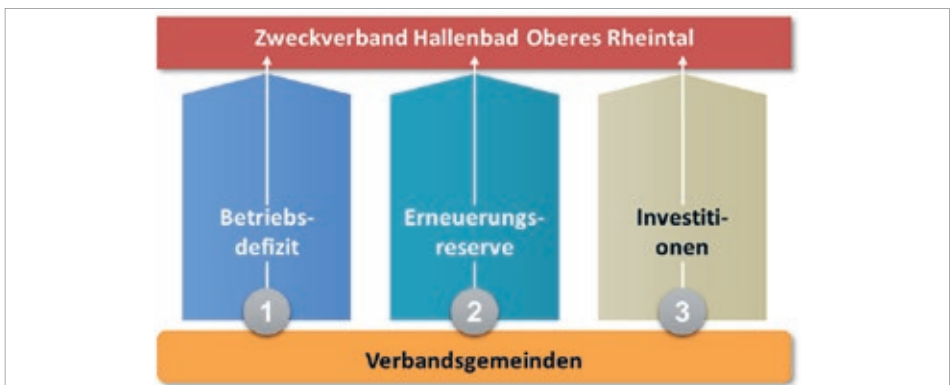 Zweckverband Hallenbad Oberes Rheintal
Betriebs-
defizit
Erneuerungs-
reserve
Investiti-
onen
1
2
3
Verbandsgemeinden